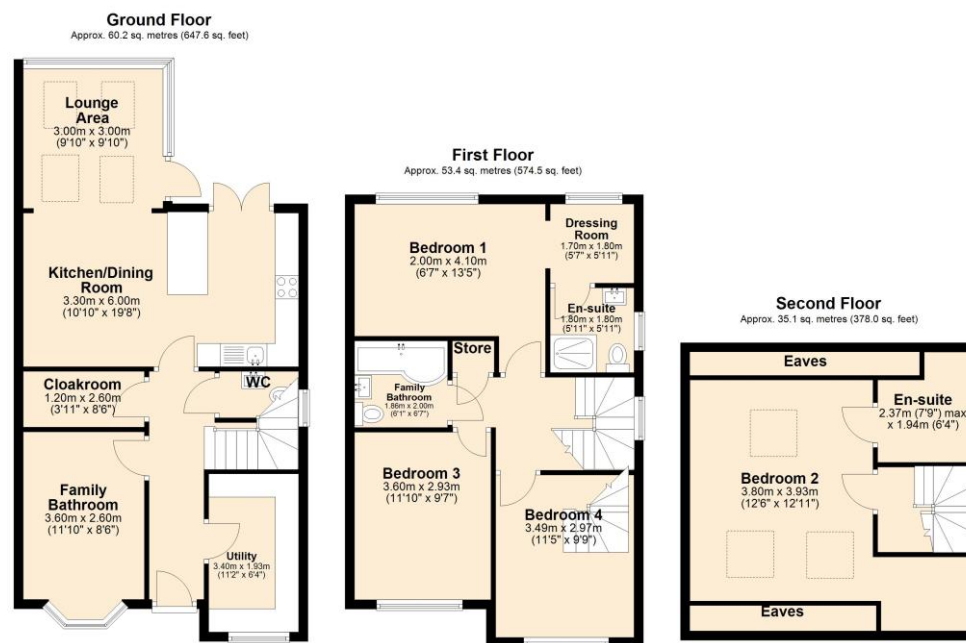 Ground Floor
Approx. 60.2 sq. metres (647.6 sq. feet)
Lounge
Area
3.00m x 3.00m
(9'10" x 9'10")
Kitchen/Dining
Room
3.30m x 6.00m
(10'10" x 19'8")
Cloakroom
1.20m x 2.60m
(3'11" x 8'6")
WC
Family
Bathroom
3.60m x 2.60m
(11'10" x 8'6")
Utility
3.40m x 1.93m
(11'2" x 6'4")
First Floor
Approx. 53.4 sq. metres (574.5 sq. feet)
Bedroom 1
2.00m x 4.10m
(6'7" x 13'5")
Dressing
Room
1.70m x 1.80m
(5'7" x 5'11")
En-suite
1.80m x 1.80m
(5'11" x 5'11")
Store
Family
Bathroom
1.86m x 2.00m
(6'1" x 6'7")
Bedroom 3
3.60m x 2.93m
(11'10" x 9'7")
Bedroom 4
3.49m x 2.97m
(11'5" x 9'9")
Second Floor
Approx. 35.1 sq. metres (378.0 sq. feet)
Eaves
En-suite
2.37m (7'9") max
x 1.94m (6'4")
Bedroom 2
3.80m x 3.93m
(12'6" x 12'11")
Eaves